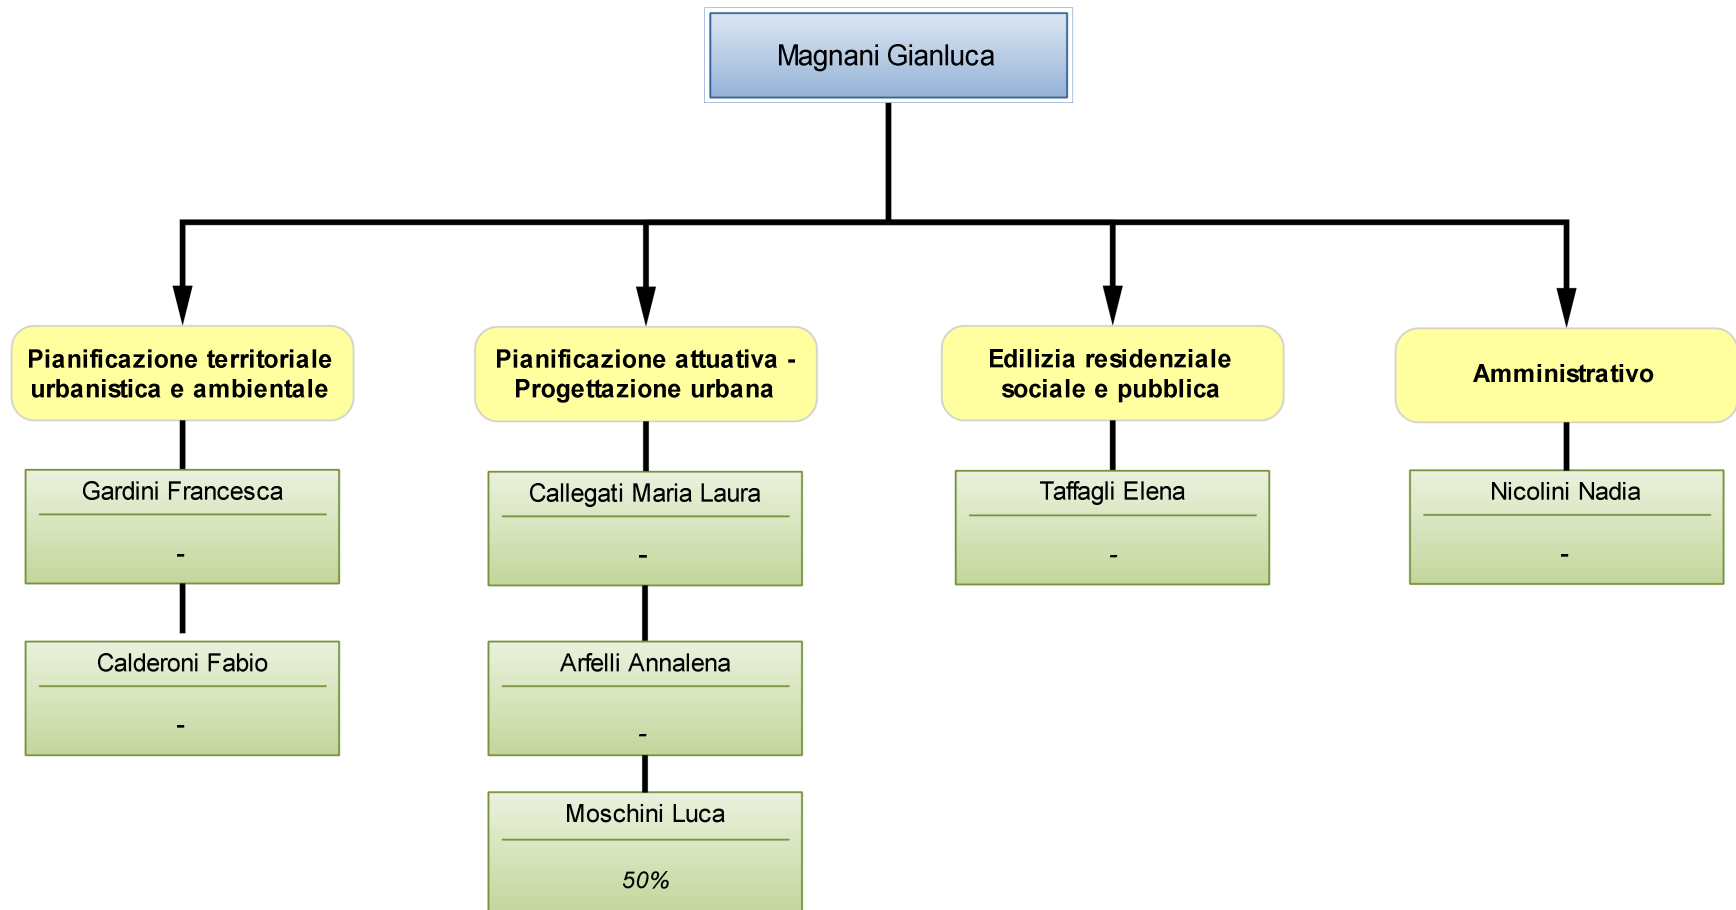 Magnani Gianluca
Pianificazione territoriale
urbanistica e ambientale
Gardini Francesca
-
Calderoni Fabio
-
Pianificazione attuativa -
Progettazione urbana
Callegati Maria Laura
-
Arfelli Annalena
-
Moschini Luca
50%
Edilizia residenziale
sociale e pubblica
Taffagli Elena
-
Amministrativo
Nicolini Nadia
-